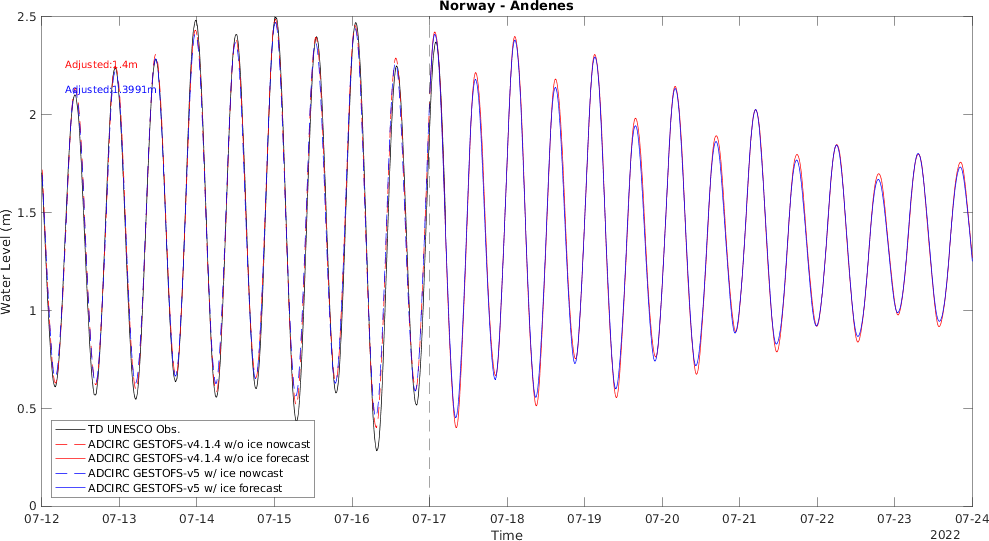 Norway - Andenes
2.5
Adjusted:1.4m
Adjusted:1.3991m
2
1.5
Water Level (m)
1
0.5
TD UNESCO Obs.
ADCIRC GESTOFS-v4.1.4 w/o ice nowcast
ADCIRC GESTOFS-v4.1.4 w/o ice forecast
ADCIRC GESTOFS-v5 w/ ice nowcast
ADCIRC GESTOFS-v5 w/ ice forecast
0
07-12 07-13 07-14 07-15 07-16 07-17 07-18 07-19 07-20 07-21 07-22 07-23 07-24
Time
2022